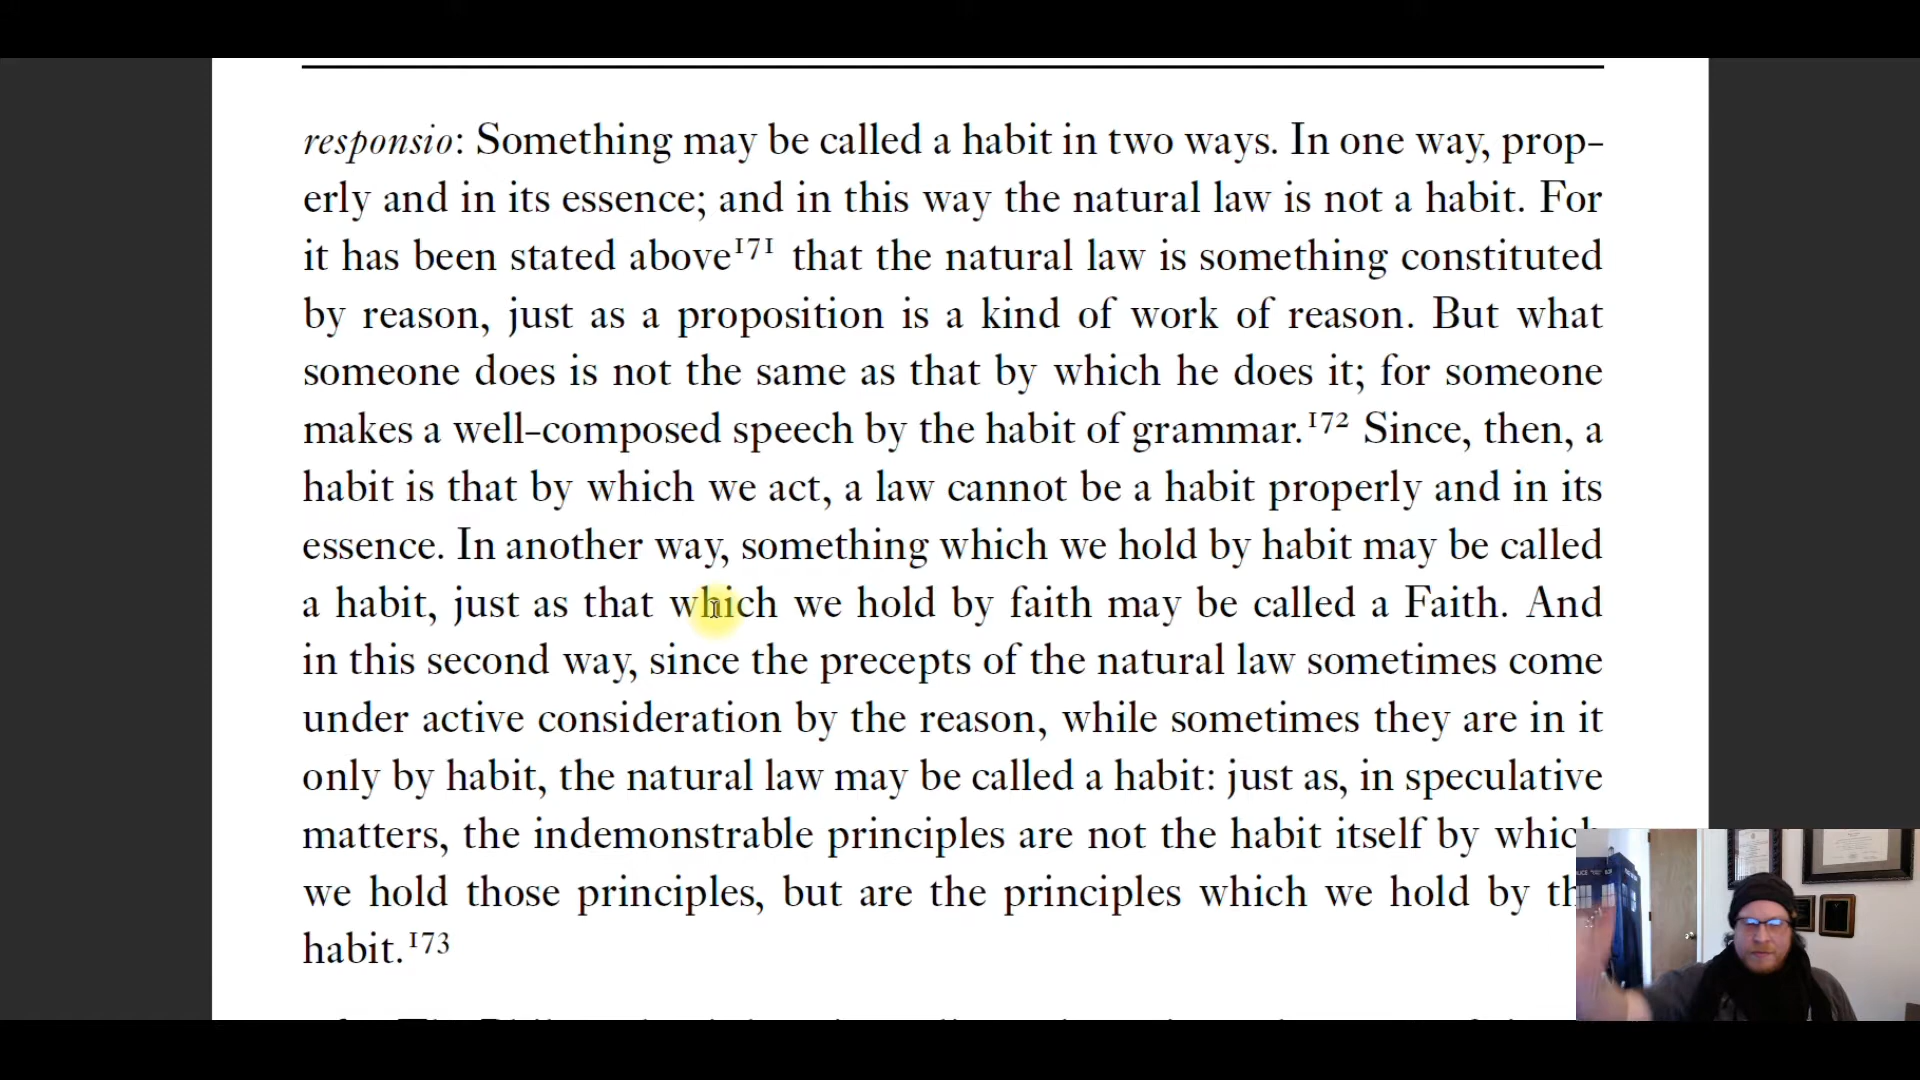 responsio: Something may be called a habit in two ways. In one way, prop-
erly and in its essence; and in this way the natural law is not a habit. For
it has been stated above¹⁷¹ that the natural law is something constituted
by reason, just as a proposition is a kind of work of reason. But what
someone does is not the same as that by which he does it; for someone
makes a well-composed speech by the habit of grammar.¹⁷² Since, then, a
habit is that by which we act, a law cannot be a habit properly and in its
essence. In another way, something which we hold by habit may be called
a habit, just as that which we hold by faith may be called a Faith. And
in this second way, since the precepts of the natural law sometimes come
under active consideration by the reason, while sometimes they are in it
only by habit, the natural law may be called a habit: just as, in speculative
matters, the indemonstrable principles are not the habit itself by which
we hold those principles, but are the principles which we hold by th
habit.¹⁷³